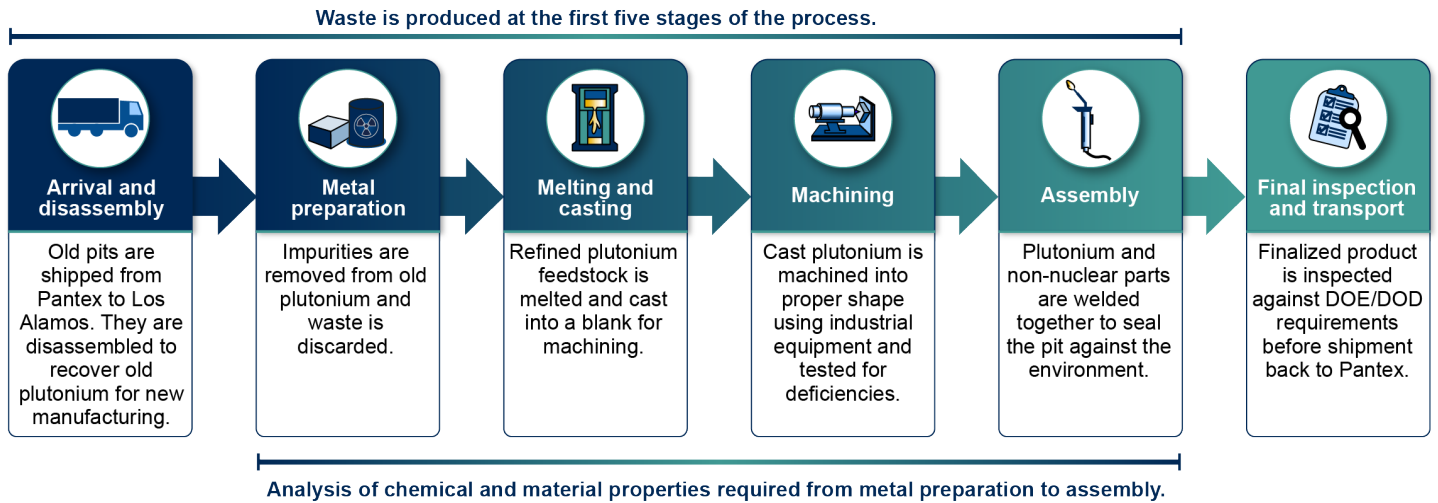 Waste is produced at the first five stages of the process.
Arrival and
disassembly
Old pits are
shipped from
Pantex to Los
Alamos. They are
disassembled to
recover old
plutonium for new
manufacturing.
Metal
preparation
Impurities are
removed from old
plutonium and
waste is
discarded.
Melting and
casting
Refined plutonium
feedstock is
melted and cast
into a blank for
machining.
Machining
Cast plutonium is
machined into
proper shape
using industrial
equipment and
tested for
deficiencies.
Assembly
Plutonium and
non-nuclear parts
are welded
together to seal
the pit against the
environment.
Final inspection
and transport
Finalized product
is inspected
against DOE/DOD
requirements
before shipment
back to Pantex.
Analysis of chemical and material properties required from metal preparation to assembly.